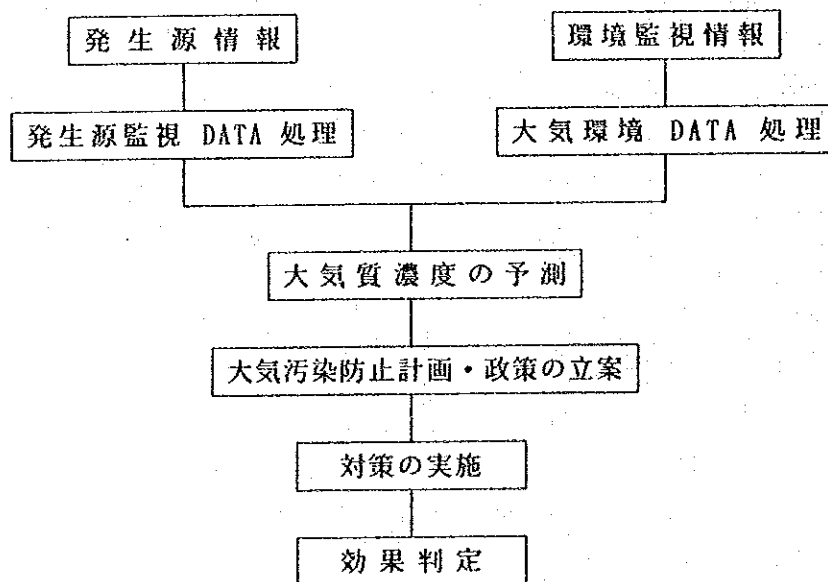 発生源情報
環境監視情報
発生源監視 DATA 処理
大気環境 DATA 処理
大気質濃度の予測
大気汚染防止計画・政策の立案
対策の実施
効果判定